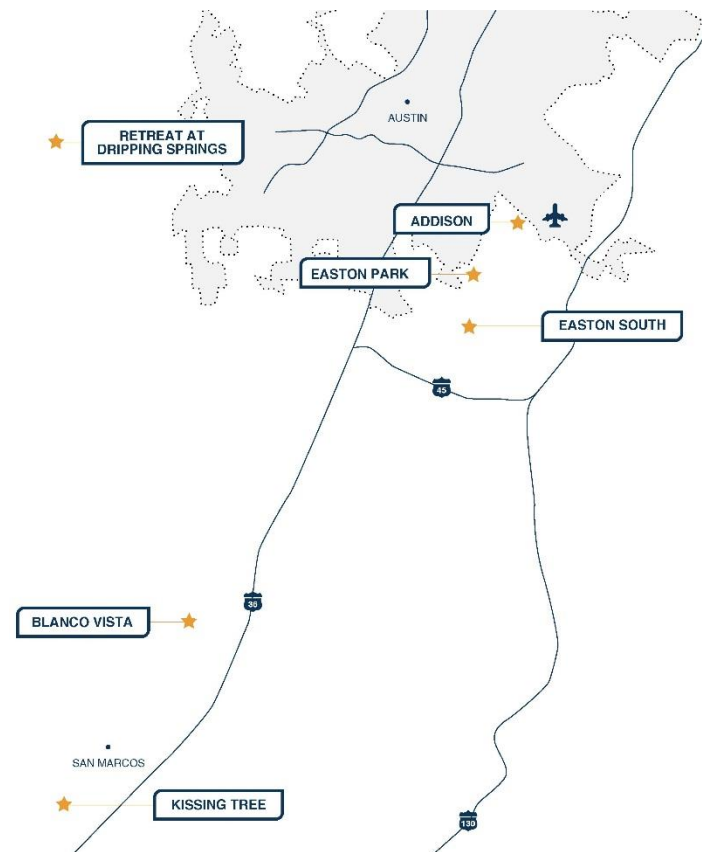 AUSTIN
RETREAT AT
DRIPPING SPRINGS
ADDISON
EASTON PARK
EASTON SOUTH
45
35
BLANCO VISTA
SAN MARCOS
KISSING TREE
130